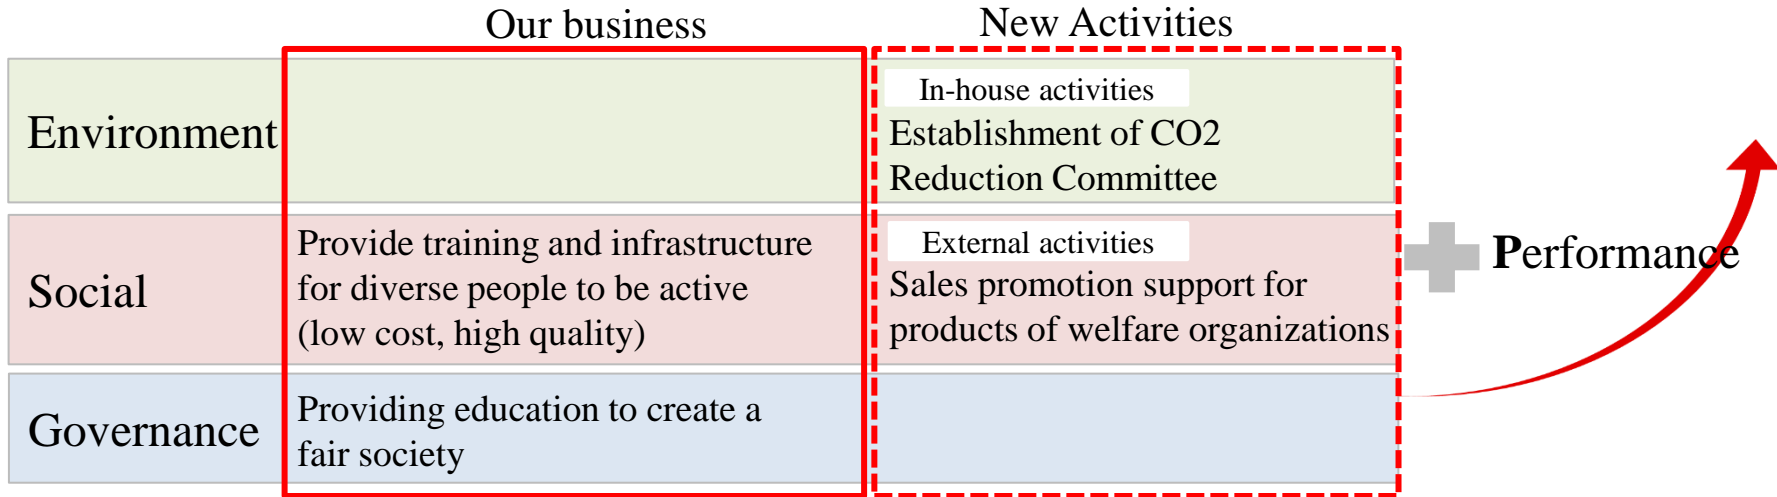 Our business
New Activities
Environment
In-house activities
Establishment of CO2
Reduction Committee
Social
Provide training and infrastructure
for diverse people to be active
(low cost, high quality)
External activities
Sales promotion support for
products of welfare organizations
Performance
Governance
Providing education to create a
fair society